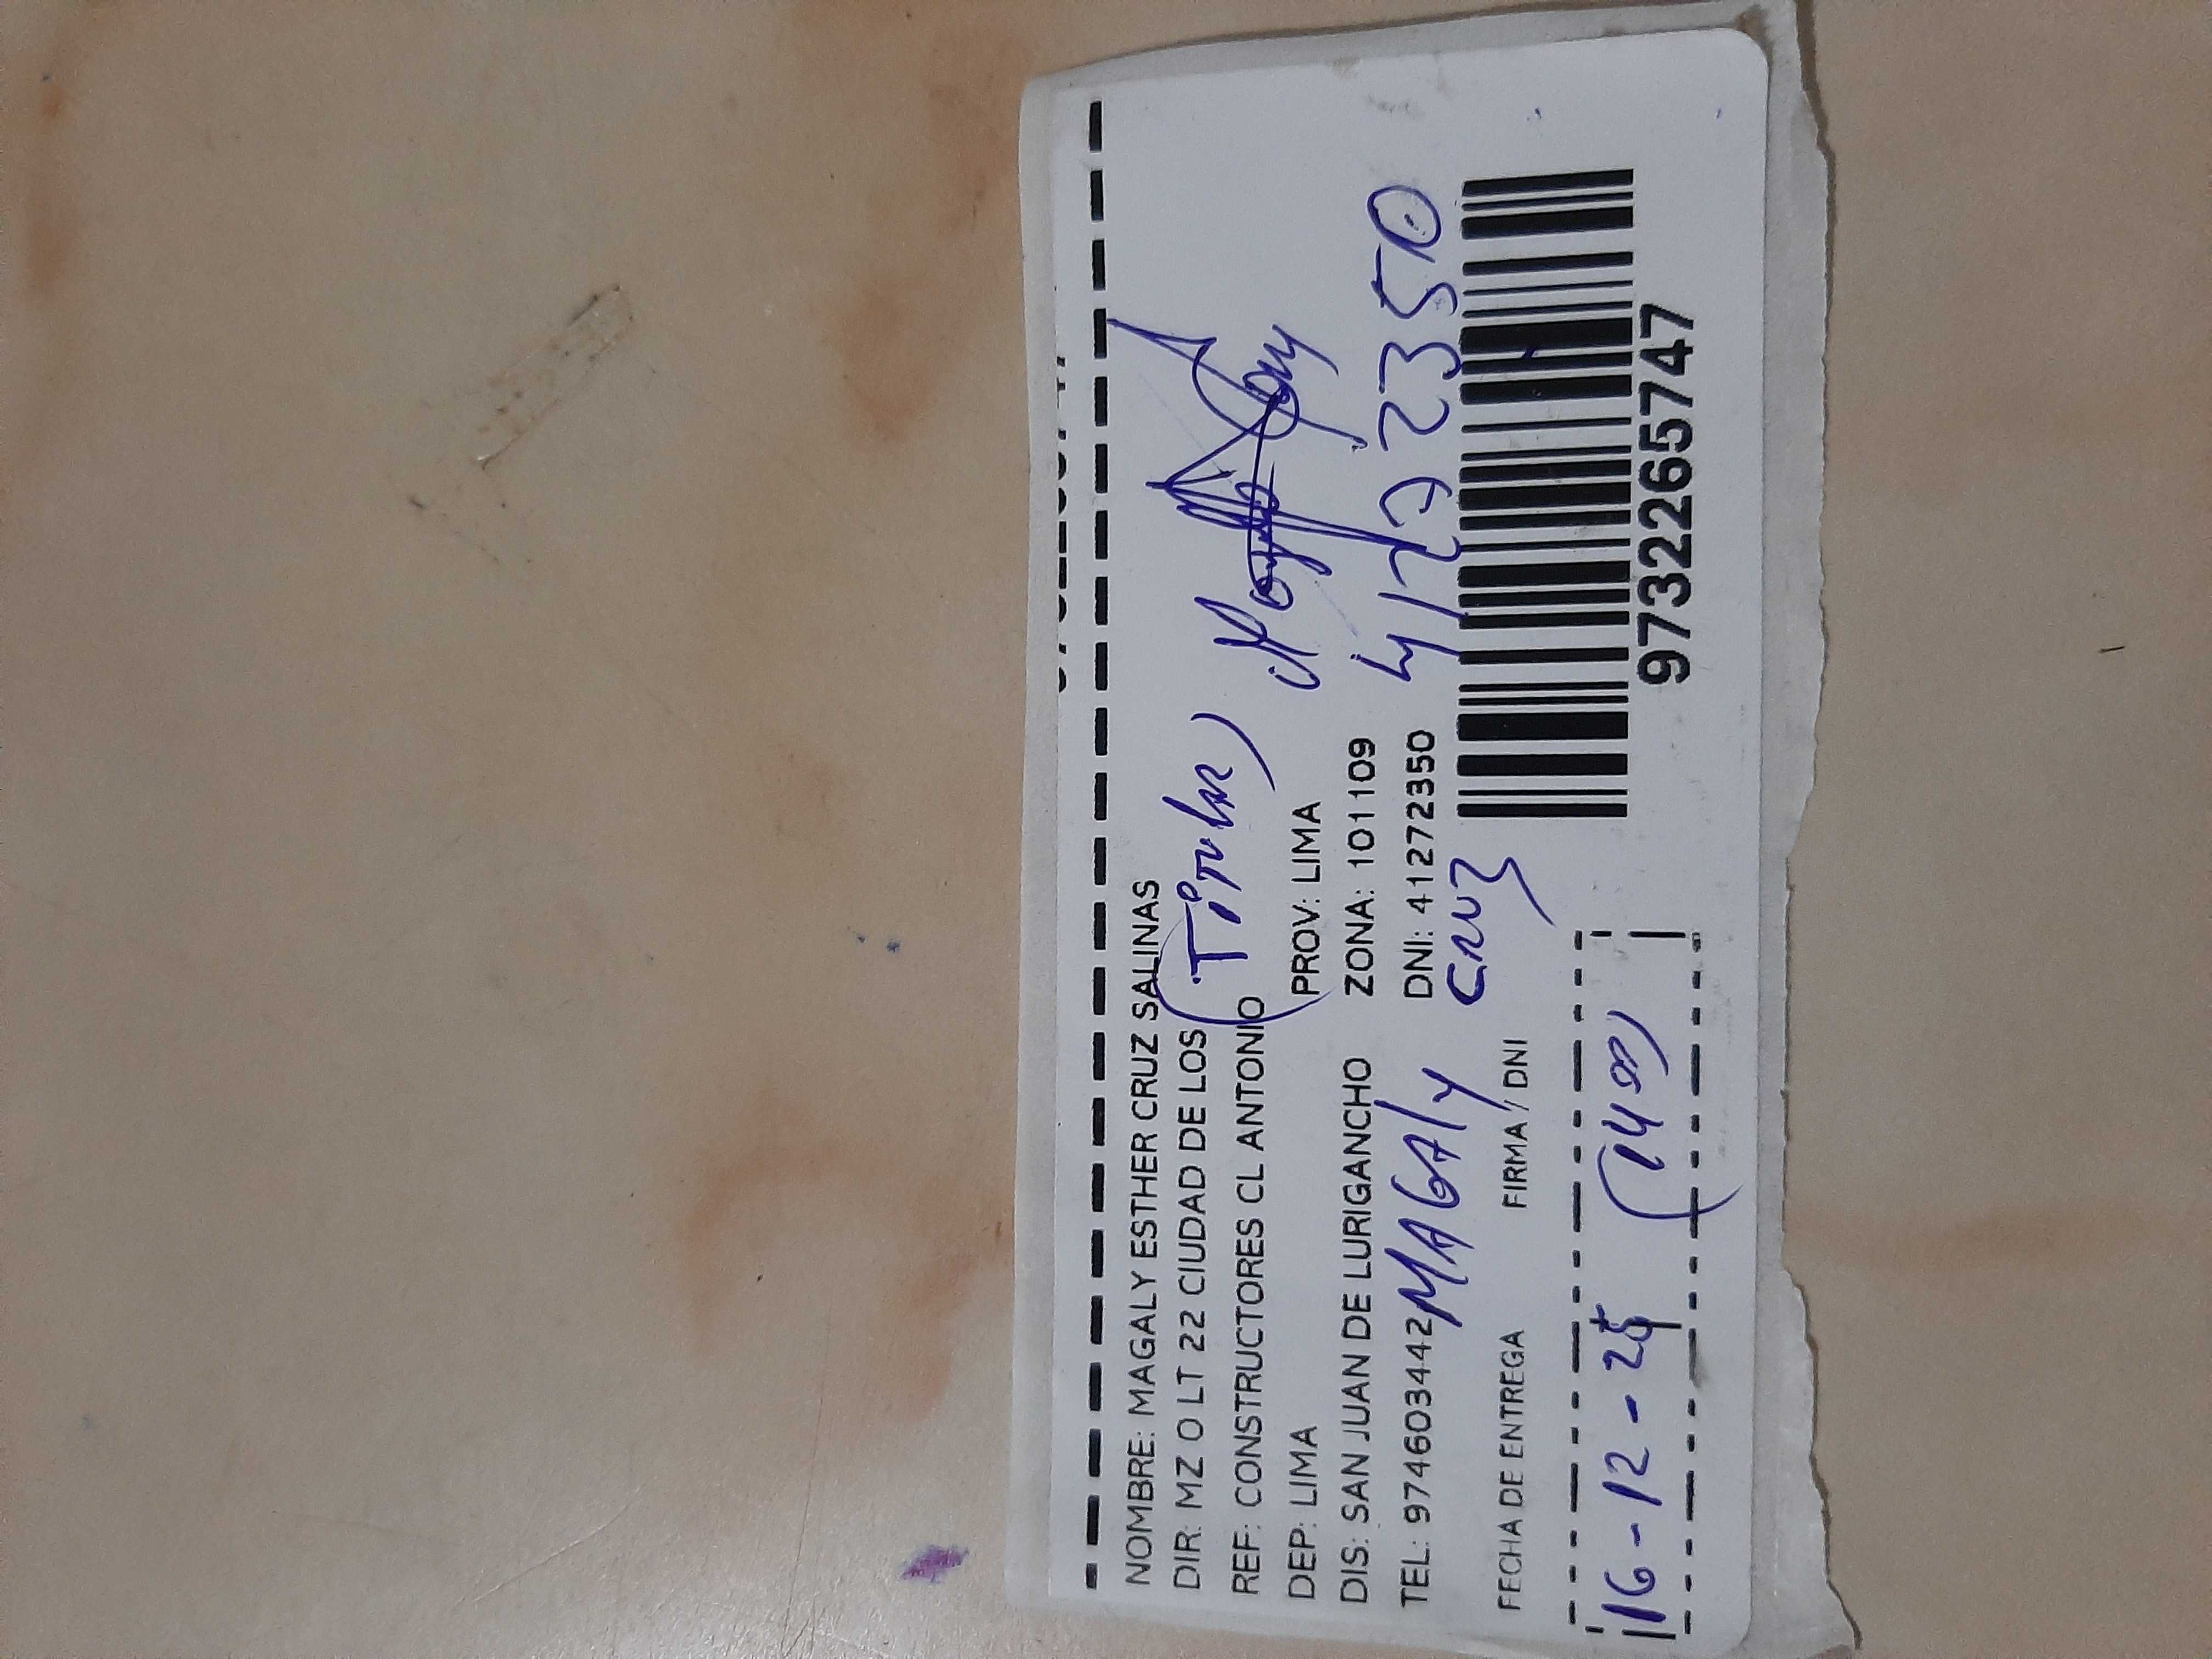 NOMBRE: MAGALY ESTHER CRUZ SALINAS
DIR: MZ O LT 22 CIUDAD DE LOS
(Titular)
REF: CONSTRUCTORES CL ANTONIO
DEP: LIMA PROV: LIMA
DIS: SAN JUAN DE LURIGANCHO ZONA: 101109
TEL: 974603442 DNI: 41272350
41272350
MAGALY CRUZ
FECHA DE ENTREGA FIRMA / DNI
16-12-25
9732265747